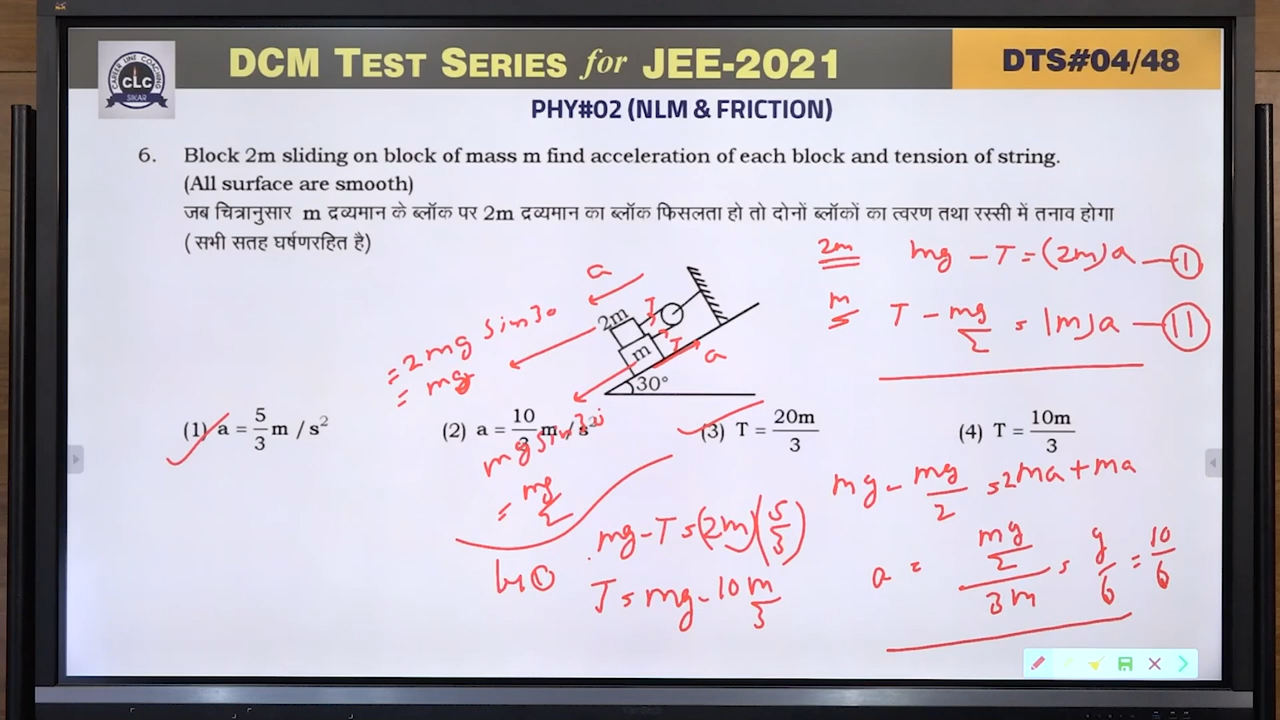 CAREER LINE COACHING
CLC
SIKAR
DCM TEST SERIES for JEE-2021
DTS#04/48
PHY#02 (NLM & FRICTION)
6. Block 2m sliding on block of mass m find acceleration of each block and tension of string.
(All surface are smooth)
जब चित्रानुसार m द्रव्यमान के ब्लॉक पर 2m द्रव्यमान का ब्लॉक फिसलता हो तो दोनों ब्लॉकों का त्वरण तथा रस्सी में तनाव होगा
(सभी सतह घर्षणरहित है)
2m mg - T = (2m)a - ①
m T - mg/2 = (m)a - ⑪
a
2m
T
T
m
a
30°
2mg sin30
= mg
(1) a = 5/3 m / s²
(2) a = 10/3 m / s²
(3) T = 20m/3
(4) T = 10m/3
mg sin30
= mg/2
mg - mg/2 = 2ma + ma
a = mg/2 / 3m = g/6 = 10/6
mg - T = (2m)(5/3)
T = mg - 10m/3